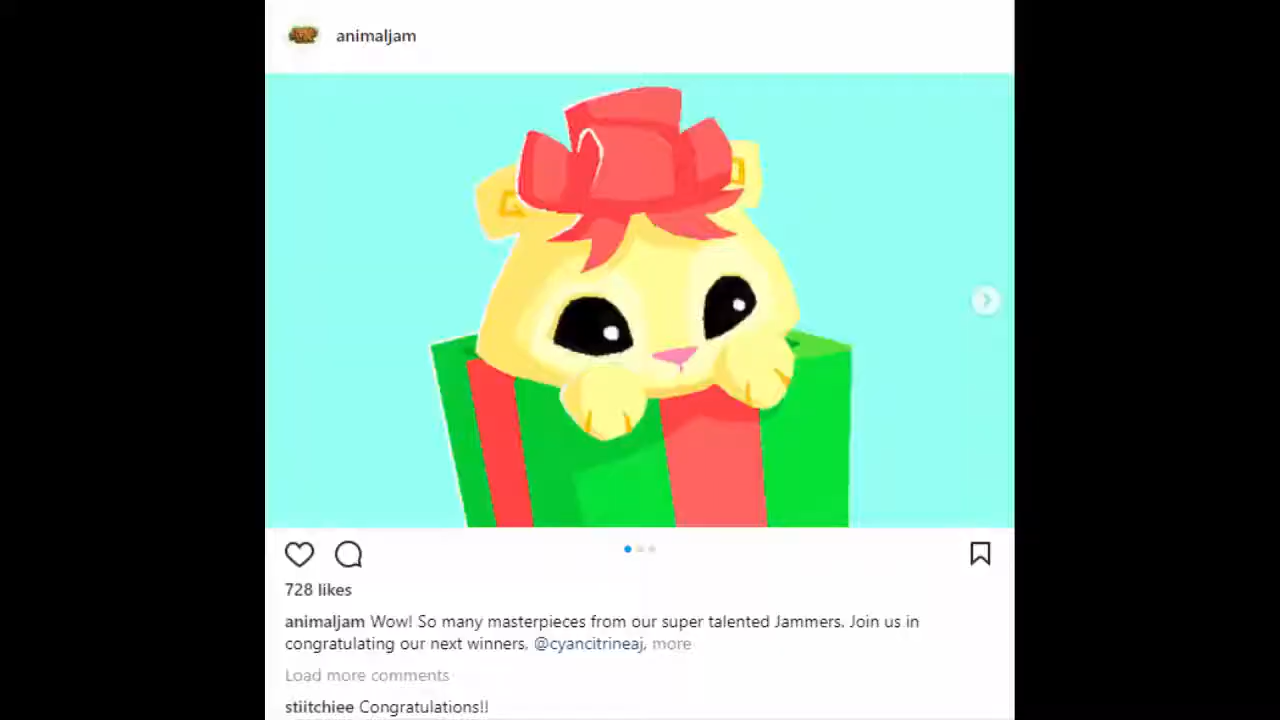 animaljam
728 likes
animaljam Wow! So many masterpieces from our super talented Jammers. Join us in
congratulating our next winners, @cyancitrineaj, more
Load more comments
stiitchiee Congratulations!!